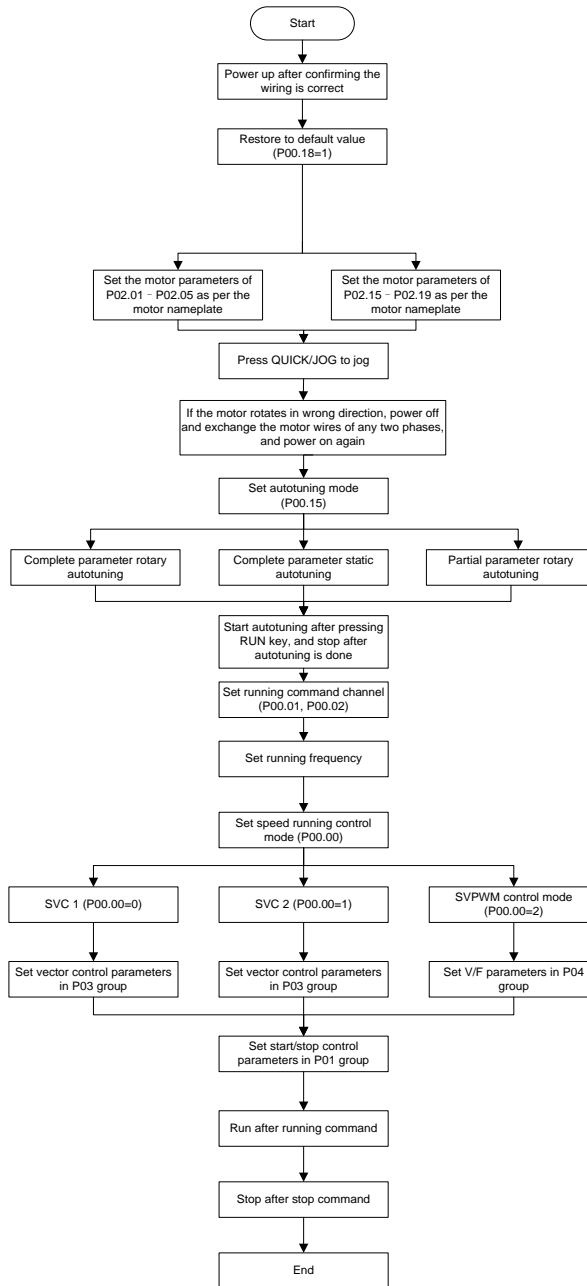 Start
Power up after confirming the
wiring is correct
Restore to default value
(P00.18=1)
Set the motor parameters of
P02.01–P02.05 as per the
motor nameplate
Set the motor parameters of
P02.15–P02.19 as per the
motor nameplate
Press QUICK/JOG to jog
If the motor rotates in wrong direction, power off
and exchange the motor wires of any two phases,
and power on again
Set autotuning mode
(P00.15)
Complete parameter rotary
autotuning
Complete parameter static
autotuning
Partial parameter rotary
autotuning
Start autotuning after pressing
RUN key, and stop after
autotuning is done
Set running command channel
(P00.01, P00.02)
Set running frequency
Set speed running control
mode (P00.00)
SVC 1 (P00.00=0)
SVC 2 (P00.00=1)
SVPWM control mode
(P00.00=2)
Set vector control parameters
in P03 group
Set vector control parameters
in P03 group
Set V/F parameters in P04
group
Set start/stop control
parameters in P01 group
Run after running command
Stop after stop command
End